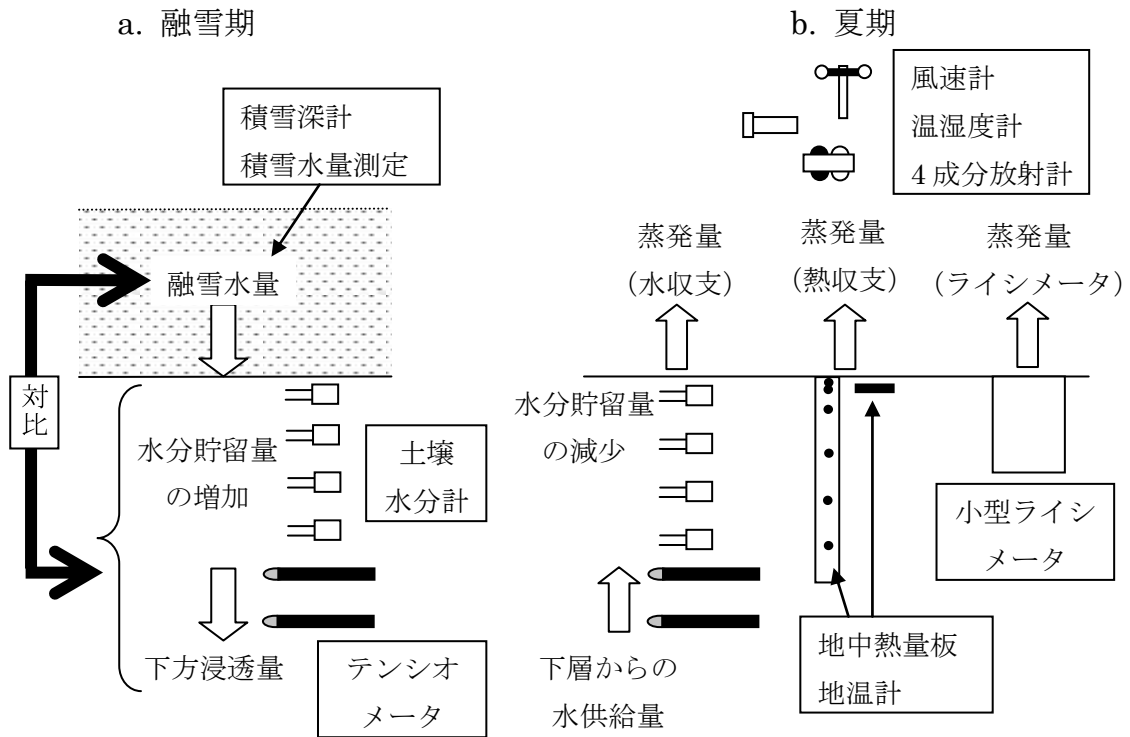 a. 融雪期
積雪深計
積雪水量測定
融雪水量
対比
水分貯留量
の増加
土壌
水分計
下方浸透量
テンシオ
メータ
b. 夏期
風速計
温湿度計
4成分放射計
蒸発量
(水収支)
蒸発量
(熱収支)
蒸発量
(ライシメータ)
水分貯留量
の減少
小型ライシ
メータ
下層からの
水供給量
地中熱量板
地温計